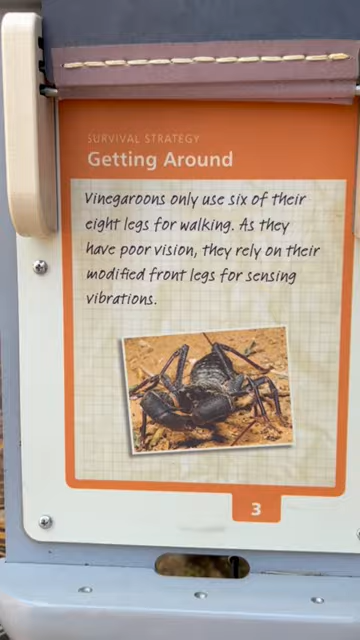 SURVIVAL STRATEGY
Getting Around
Vinegaroons only use six of their
eight legs for walking. As they
have poor vision, they rely on their
modified front legs for sensing
vibrations.
3